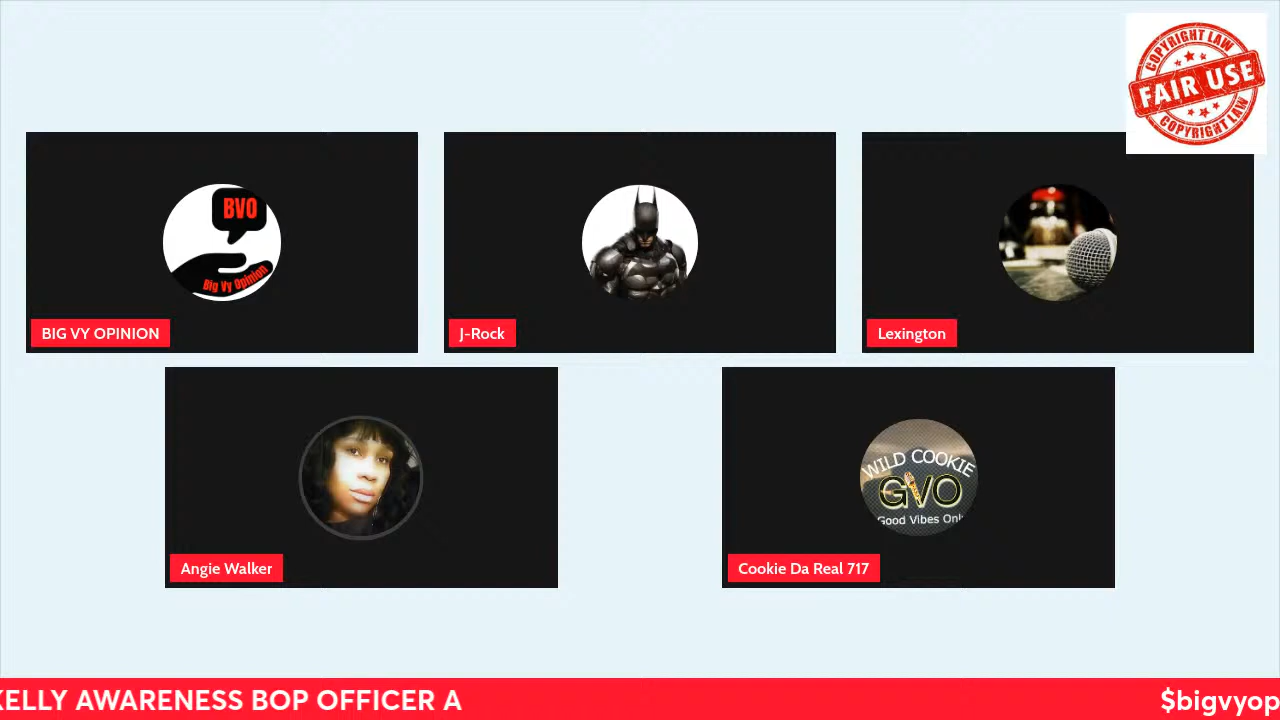 COPYRIGHT LAW
FAIR USE
COPYRIGHT LAW
BVO
Big Vy Opinion
BIG VY OPINION
J-Rock
Lexington
WILD COOKIE
GVO
Good Vibes Onl
Angie Walker
Cookie Da Real 717
KELLY AWARENESS BOP OFFICER A
$bigvyop